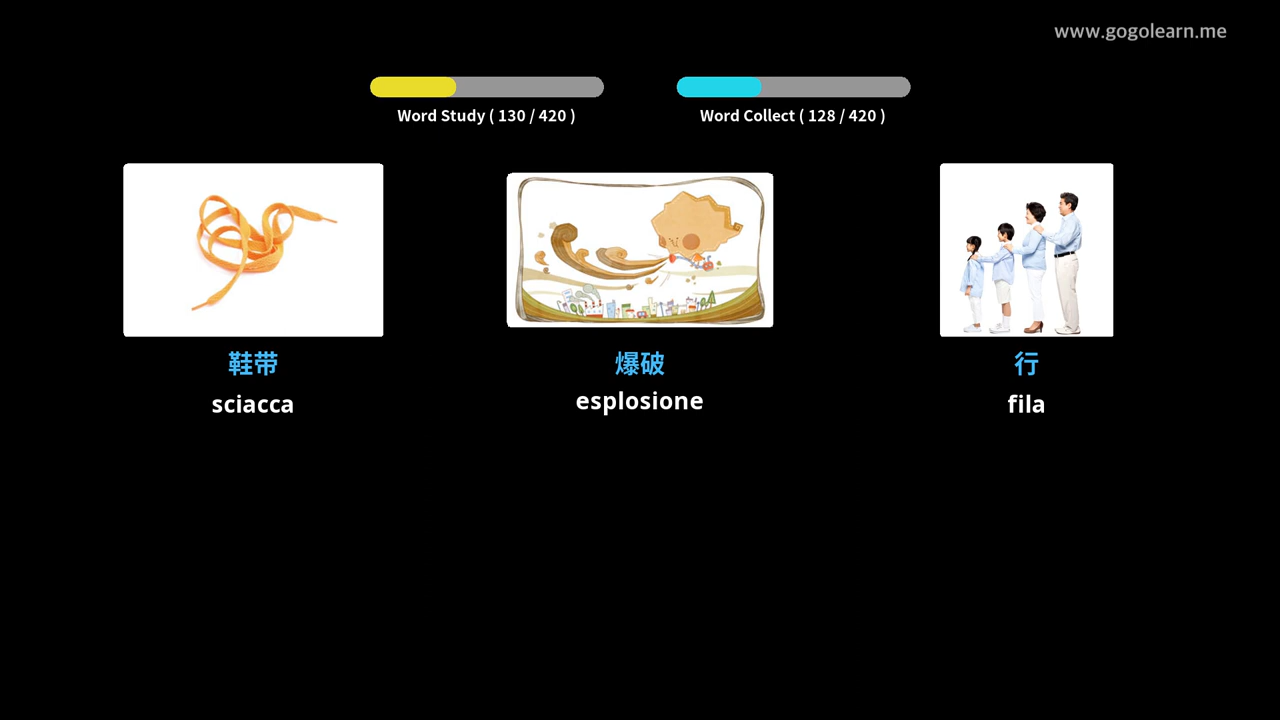 www.gogolearn.me
Word Study ( 130 / 420 )
Word Collect ( 128 / 420 )
鞋带
sciacca
爆破
esplosione
行
fila